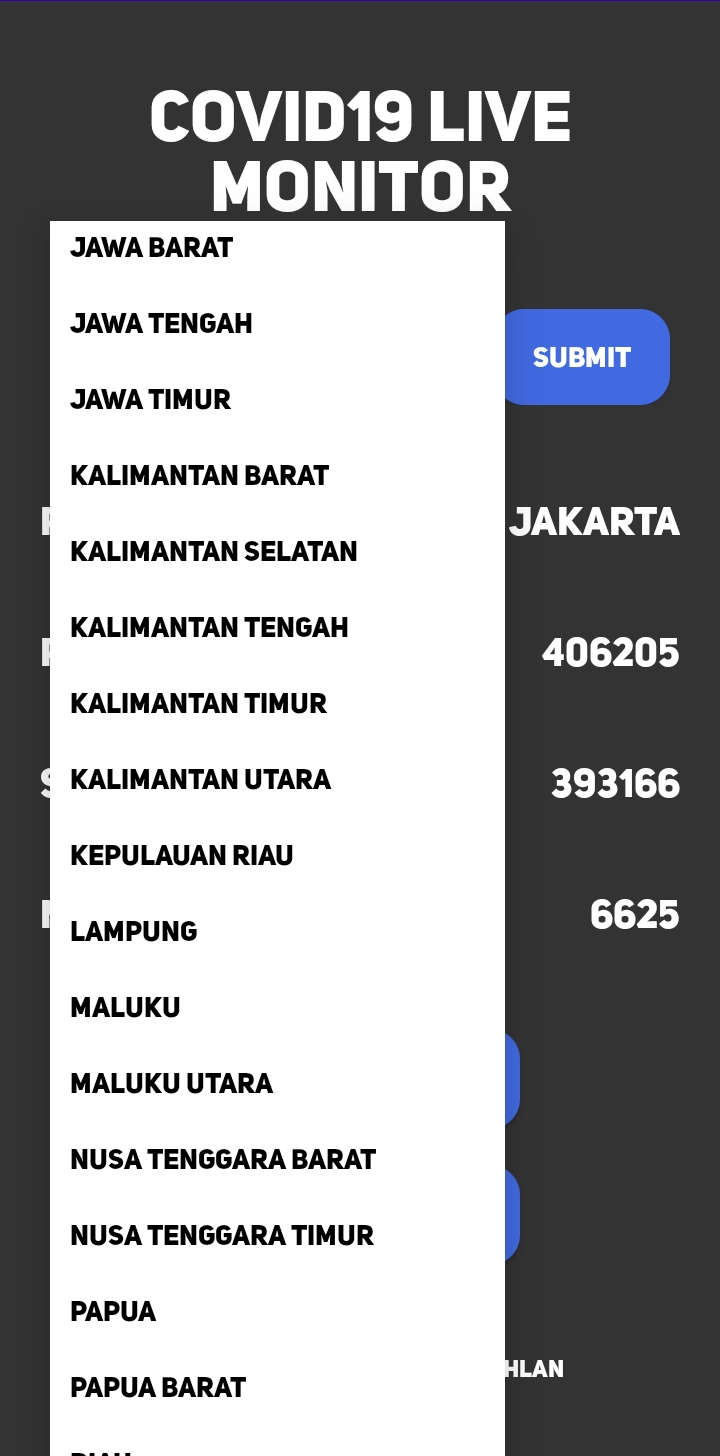 COVID19 LIVE
MONITOR
JAWA BARAT
JAWA TENGAH
SUBMIT
JAWA TIMUR
KALIMANTAN BARAT
JAKARTA
KALIMANTAN SELATAN
KALIMANTAN TENGAH
406205
KALIMANTAN TIMUR
KALIMANTAN UTARA
393166
KEPULAUAN RIAU
6625
LAMPUNG
MALUKU
MALUKU UTARA
NUSA TENGGARA BARAT
NUSA TENGGARA TIMUR
PAPUA
HLAN
PAPUA BARAT